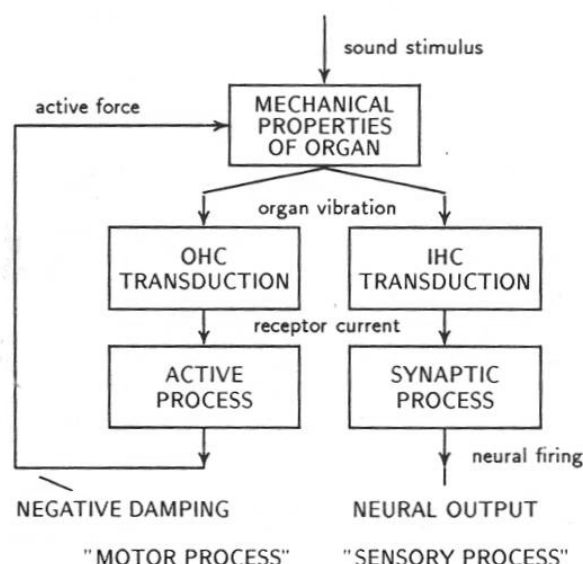 sound stimulus
active force
MECHANICAL
PROPERTIES
OF ORGAN
organ vibration
OHC
TRANSDUCTION
IHC
TRANSDUCTION
receptor current
ACTIVE
PROCESS
SYNAPTIC
PROCESS
neural firing
NEGATIVE DAMPING
NEURAL OUTPUT
"MOTOR PROCESS"
"SENSORY PROCESS"